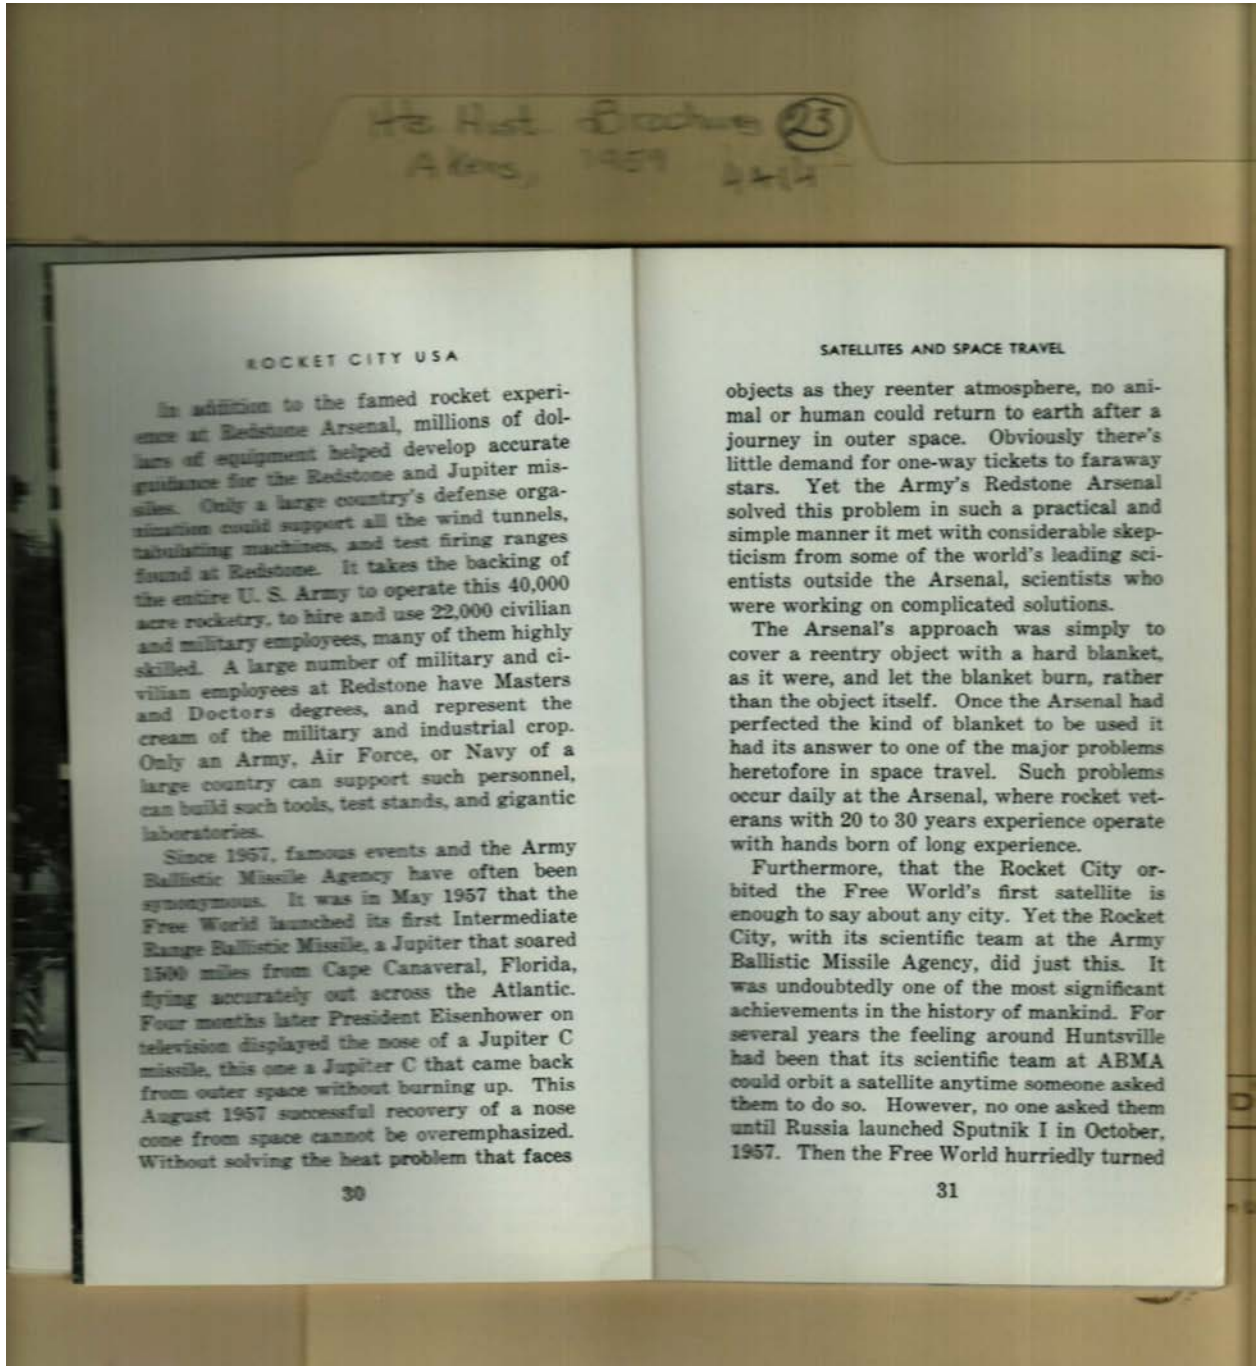 Hist. Brochure 23
Akens, 1959
ROCKET CITY USA
In addition to the famed rocket experi-
ence at Redstone Arsenal, millions of dol-
lars of equipment helped develop accurate
guidance for the Redstone and Jupiter mis-
siles. Only a large country's defense orga-
nization could support all the wind tunnels,
tabulating machines, and test firing ranges
found at Redstone. It takes the backing of
the entire U. S. Army to operate this 40,000
acre rocketry, to hire and use 22,000 civilian
and military employees, many of them highly
skilled. A large number of military and ci-
vilian employees at Redstone have Masters
and Doctors degrees, and represent the
cream of the military and industrial crop.
Only an Army, Air Force, or Navy of a
large country can support such personnel,
can build such tools, test stands, and gigantic
laboratories.
Since 1957, famous events and the Army
Ballistic Missile Agency have often been
synonymous. It was in May 1957 that the
Free World launched its first Intermediate
Range Ballistic Missile, a Jupiter that soared
1500 miles from Cape Canaveral, Florida,
flying accurately out across the Atlantic.
Four months later President Eisenhower on
television displayed the nose of a Jupiter C
missile, this one a Jupiter C that came back
from outer space without burning up. This
August 1957 successful recovery of a nose
cone from space cannot be overemphasized.
Without solving the heat problem that faces
30
SATELLITES AND SPACE TRAVEL
objects as they reenter atmosphere, no ani-
mal or human could return to earth after a
journey in outer space. Obviously there's
little demand for one-way tickets to faraway
stars. Yet the Army's Redstone Arsenal
solved this problem in such a practical and
simple manner it met with considerable skep-
ticism from some of the world's leading sci-
entists outside the Arsenal, scientists who
were working on complicated solutions.
The Arsenal's approach was simply to
cover a reentry object with a hard blanket,
as it were, and let the blanket burn, rather
than the object itself. Once the Arsenal had
perfected the kind of blanket to be used it
had its answer to one of the major problems
heretofore in space travel. Such problems
occur daily at the Arsenal, where rocket vet-
erans with 20 to 30 years experience operate
with hands born of long experience.
Furthermore, that the Rocket City or-
bited the Free World's first satellite is
enough to say about any city. Yet the Rocket
City, with its scientific team at the Army
Ballistic Missile Agency, did just this. It
was undoubtedly one of the most significant
achievements in the history of mankind. For
several years the feeling around Huntsville
had been that its scientific team at ABMA
could orbit a satellite anytime someone asked
them to do so. However, no one asked them
until Russia launched Sputnik I in October,
1957. Then the Free World hurriedly turned
31